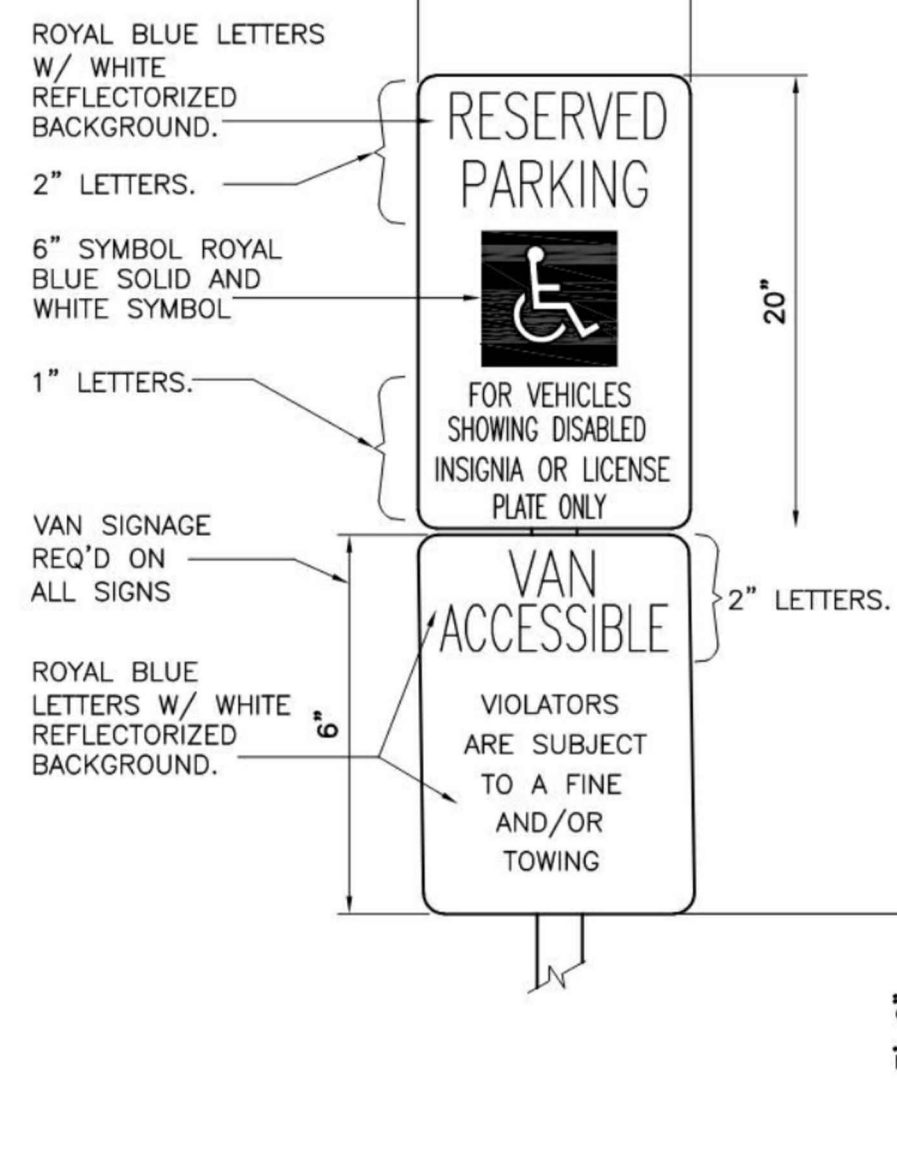 ROYAL BLUE LETTERS
W/ WHITE
REFLECTORIZED
BACKGROUND.
2” LETTERS.
6” SYMBOL ROYAL
BLUE SOLID AND
WHITE SYMBOL
1” LETTERS.
VAN SIGNAGE
REQ'D ON
ALL SIGNS
ROYAL BLUE
LETTERS W/ WHITE
REFLECTORIZED
BACKGROUND.
RESERVED
PARKING
FOR VEHICLES
SHOWING DISABLED
INSIGNIA OR LICENSE
PLATE ONLY
20”
VAN
ACCESSIBLE
VIOLATORS
ARE SUBJECT
TO A FINE
AND/OR
TOWING
6”
2” LETTERS.